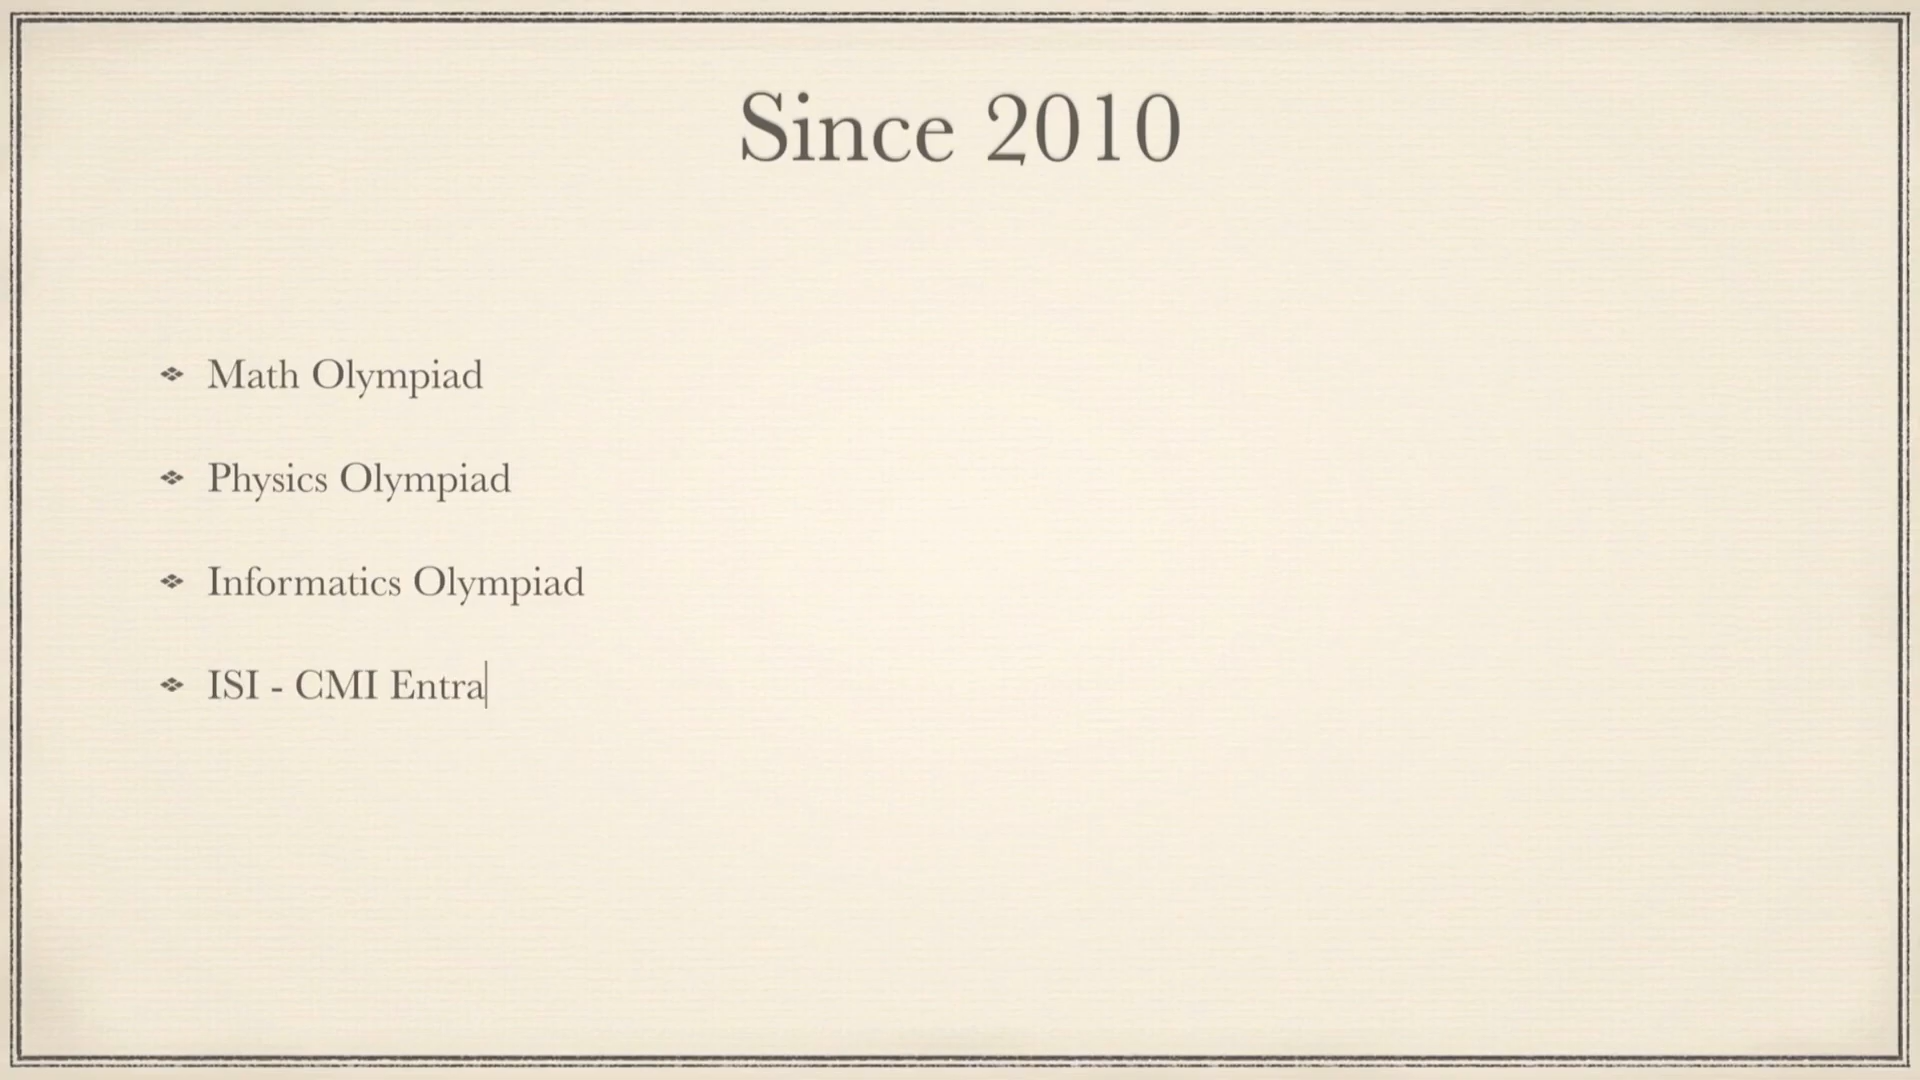 Since 2010
Math Olympiad
Physics Olympiad
Informatics Olympiad
ISI - CMI Entra